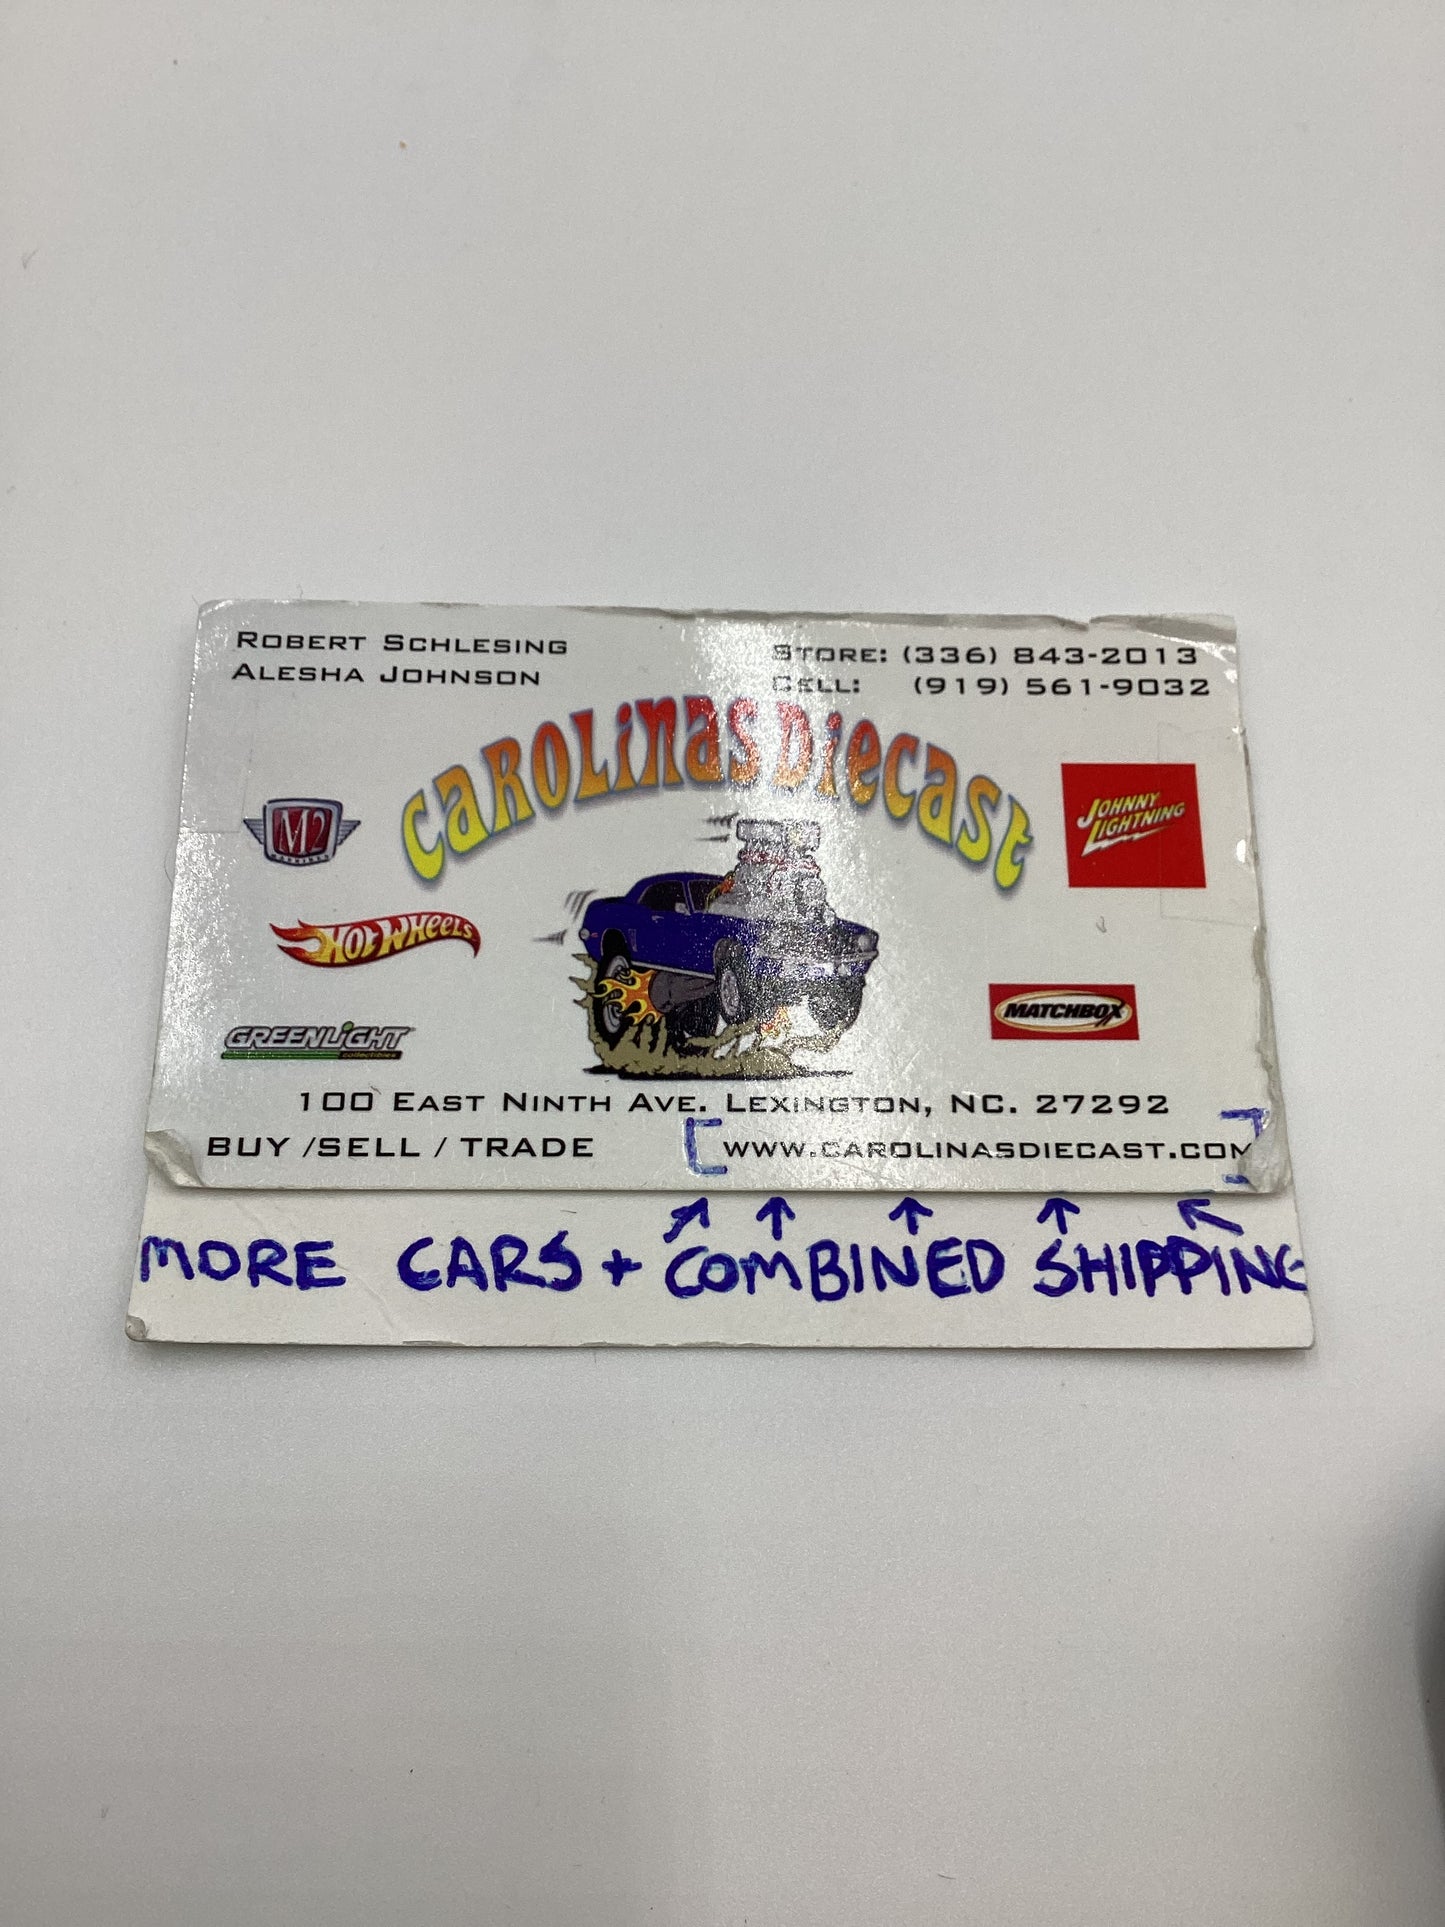 ROBERT SCHLESING
ALESHA JOHNSON
STORE: (336) 843-2013
CELL: (919) 561-9032
CAROLINAS DIECAST
M2
MACHINES
JOHNNY
LIGHTNING
HOT WHEELS
MATCHBOX
GREENLIGHT
collectibles
100 EAST NINTH AVE. LEXINGTON, NC. 27292
BUY /SELL / TRADE
[ WWW.CAROLINASDIECAST.COM ]
MORE CARS + COMBINED SHIPPING